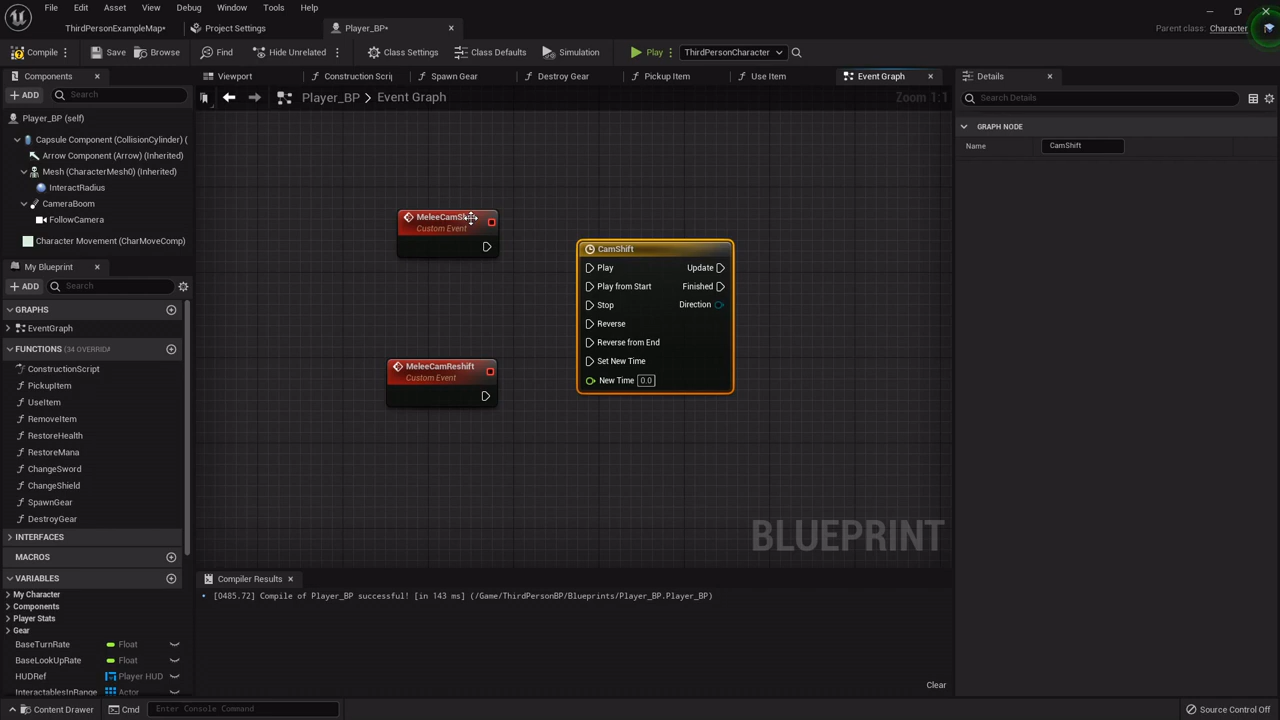 File Edit Asset View Debug Window Tools Help
ThirdPersonExampleMap*
Project Settings
Player_BP*
Parent class: Character
Compile
Save
Browse
Find
Hide Unrelated
Class Settings
Class Defaults
Simulation
Play
ThirdPersonCharacter
Components
Viewport
Construction Scrip
Spawn Gear
Destroy Gear
Pickup Item
Use Item
Event Graph
Details
ADD
Search
Player_BP > Event Graph
Zoom 1:1
Search Details
Player_BP (self)
GRAPH NODE
Name
CamShift
Capsule Component (CollisionCylinder) (
Arrow Component (Arrow) (Inherited)
Mesh (CharacterMesh0) (Inherited)
InteractRadius
CameraBoom
FollowCamera
Character Movement (CharMoveComp)
Custom Event
CamShift
Play
Update
Play from Start
Finished
Stop
Direction
Reverse
Reverse from End
Set New Time
New Time 0.0
MeleeCamReshift
Custom Event
My Blueprint
ADD
Search
GRAPHS
EventGraph
FUNCTIONS (34 OVERRIDA
ConstructionScript
PickupItem
UseItem
RemoveItem
RestoreHealth
RestoreMana
ChangeSword
ChangeShield
SpawnGear
DestroyGear
INTERFACES
MACROS
VARIABLES
My Character
Components
Player Stats
Gear
BaseTurnRate Float
BaseLookUpRate Float
HUDRef Player HUD
InteractablesInRange Actor
BLUEPRINT
Compiler Results
[0485.72] Compile of Player_BP successful! [in 143 ms] (/Game/ThirdPersonBP/Blueprints/Player_BP.Player_BP)
Clear
Content Drawer
Cmd
Enter Console Command
Source Control Off